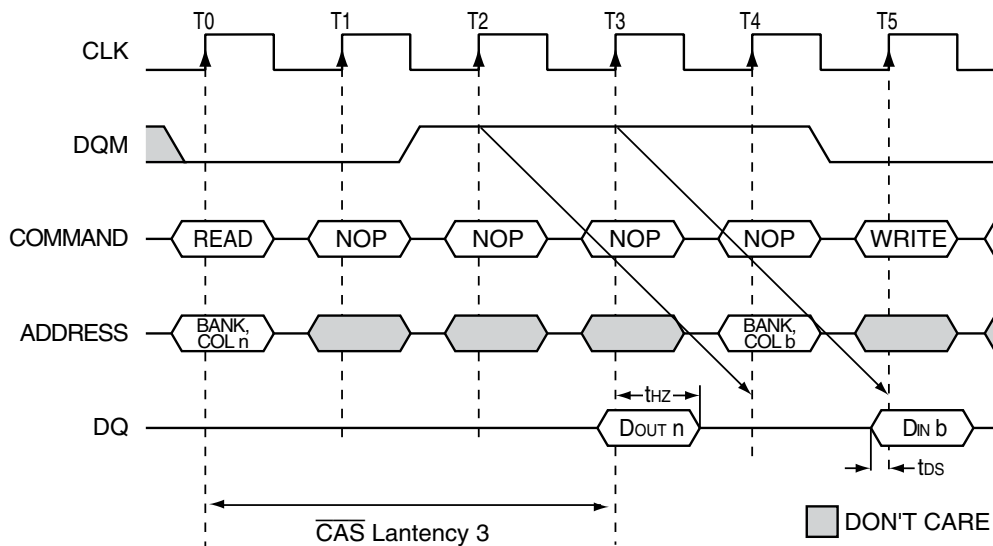 T0 T1 T2 T3 T4 T5
CLK
DQM
COMMAND READ NOP NOP NOP NOP WRITE
ADDRESS BANK, COL n BANK, COL b
tHZ
DQ DOUT n DIN b
tDS
CAS Lantency 3
DON'T CARE